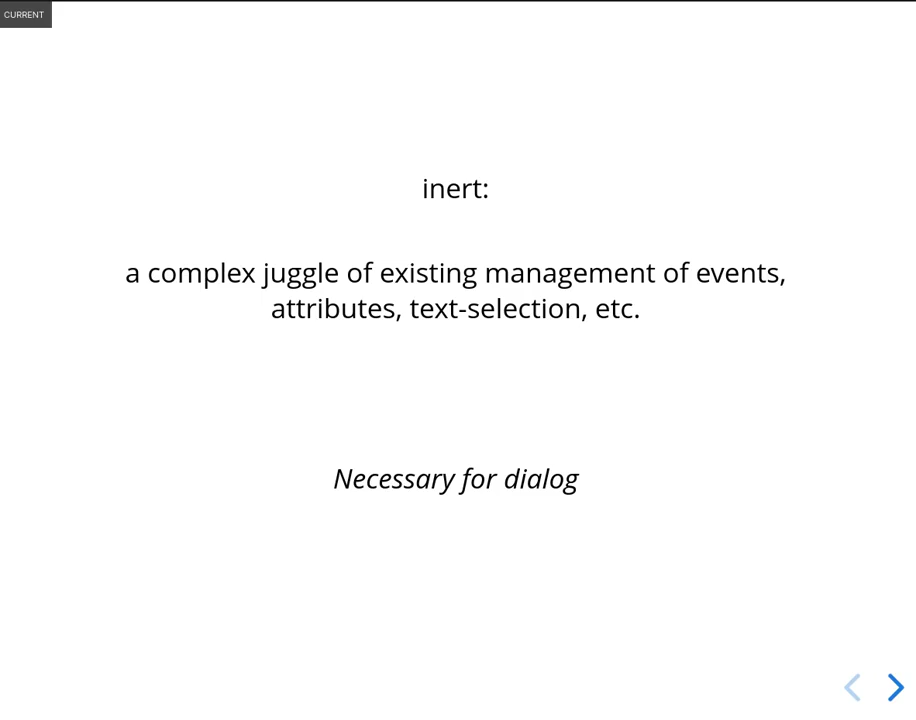 CURRENT
inert:
a complex juggle of existing management of events,
attributes, text-selection, etc.
Necessary for dialog